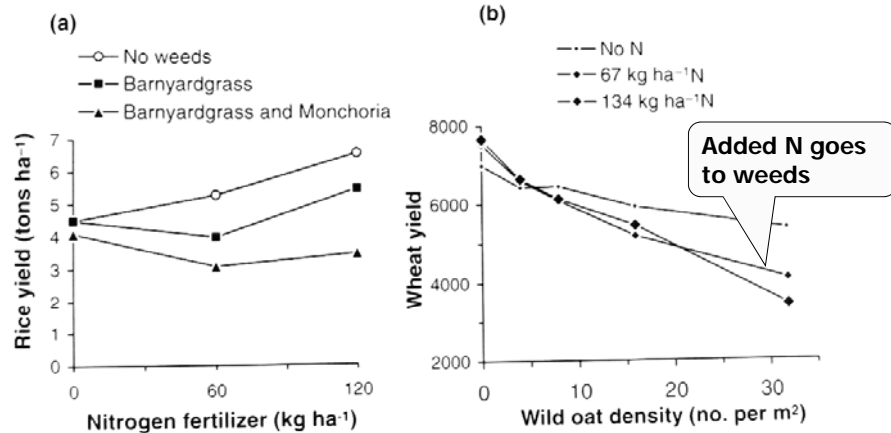 (a)
No weeds
Barnyardgrass
Barnyardgrass and Monchoria
7
6
5
4
3
2
1
0
Rice yield (tons ha⁻¹)
0 60 120
Nitrogen fertilizer (kg ha⁻¹)
(b)
No N
67 kg ha⁻¹N
134 kg ha⁻¹N
Added N goes
to weeds
8000
6000
4000
2000
Wheat yield
0 10 20 30
Wild oat density (no. per m²)